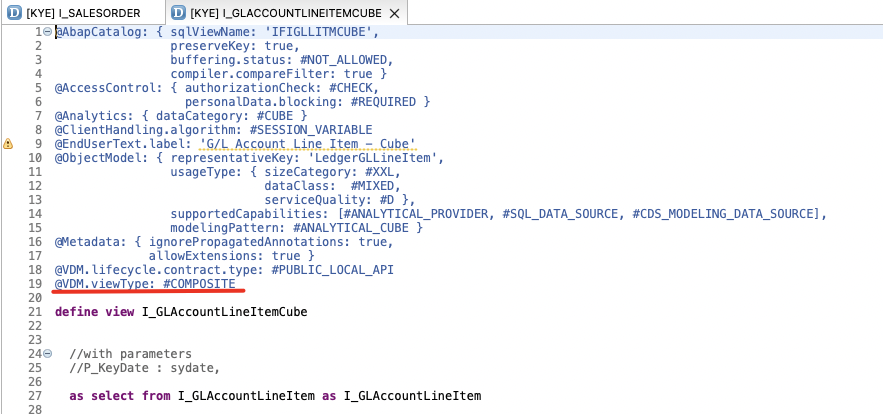 [KYE] I_SALESORDER [KYE] I_GLACCOUNTLINEITEMCUBE
1 @AbapCatalog: { sqlViewName: 'IFIGLLITMCUBE',
2 preserveKey: true,
3 buffering.status: #NOT_ALLOWED,
4 compiler.compareFilter: true }
5 @AccessControl: { authorizationCheck: #CHECK,
6 personalData.blocking: #REQUIRED }
7 @Analytics: { dataCategory: #CUBE }
8 @ClientHandling.algorithm: #SESSION_VARIABLE
9 @EndUserText.label: 'G/L Account Line Item – Cube'
10 @ObjectModel: { representativeKey: 'LedgerGLLineItem',
11 usageType: { sizeCategory: #XXL,
12 dataClass: #MIXED,
13 serviceQuality: #D },
14 supportedCapabilities: [#ANALYTICAL_PROVIDER, #SQL_DATA_SOURCE, #CDS_MODELING_DATA_SOURCE],
15 modelingPattern: #ANALYTICAL_CUBE }
16 @Metadata: { ignorePropagatedAnnotations: true,
17 allowExtensions: true }
18 @VDM.lifecycle.contract.type: #PUBLIC_LOCAL_API
19 @VDM.viewType: #COMPOSITE
20
21 define view I_GLAccountLineItemCube
22
23
24 //with parameters
25 //P_KeyDate : sydate,
26
27 as select from I_GLAccountLineItem as I_GLAccountLineItem
28